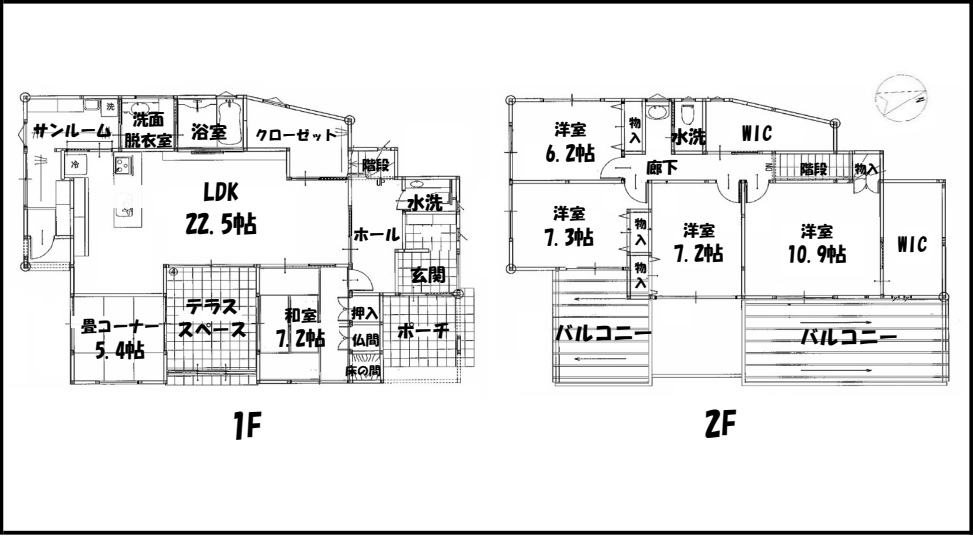 サンルーム
洗
洗面
脱衣室
浴室
クローゼット
冷
階段
LDK
22.5帖
水洗
ホール
玄関
畳コーナー
5.4帖
テラス
スペース
和室
7.2帖
押入
仏間
床の間
ポーチ
1F
洋室
6.2帖
物入
水洗
WIC
廊下
階段
物入
洋室
7.3帖
物入
物入
洋室
7.2帖
洋室
10.9帖
WIC
バルコニー
バルコニー
2F